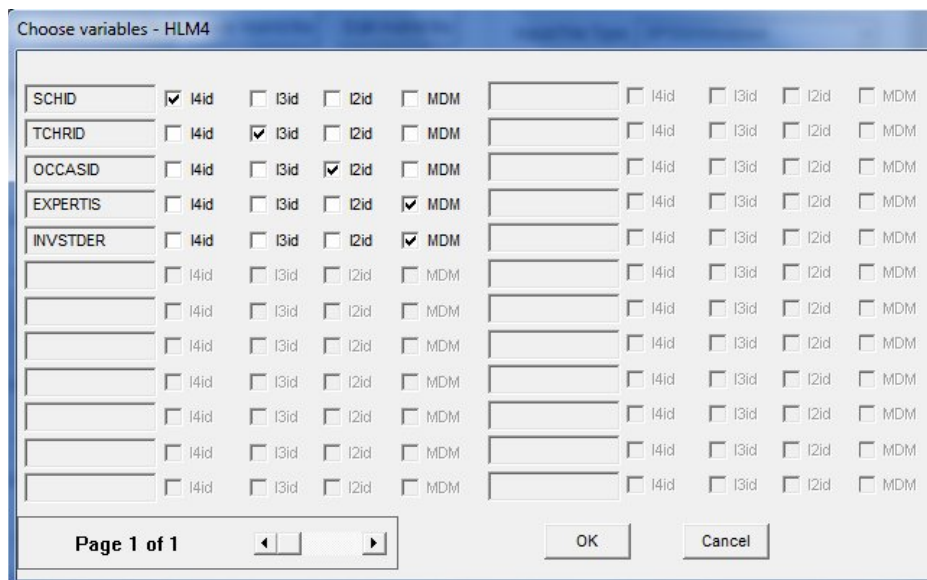 Choose variables - HLM4
SCHID l4id l3id l2id MDM l4id l3id l2id MDM
TCHRID l4id l3id l2id MDM l4id l3id l2id MDM
OCCASID l4id l3id l2id MDM l4id l3id l2id MDM
EXPERTIS l4id l3id l2id MDM l4id l3id l2id MDM
INVSTDER l4id l3id l2id MDM l4id l3id l2id MDM
l4id l3id l2id MDM l4id l3id l2id MDM
l4id l3id l2id MDM l4id l3id l2id MDM
l4id l3id l2id MDM l4id l3id l2id MDM
l4id l3id l2id MDM l4id l3id l2id MDM
l4id l3id l2id MDM l4id l3id l2id MDM
l4id l3id l2id MDM l4id l3id l2id MDM
l4id l3id l2id MDM l4id l3id l2id MDM
Page 1 of 1 OK Cancel